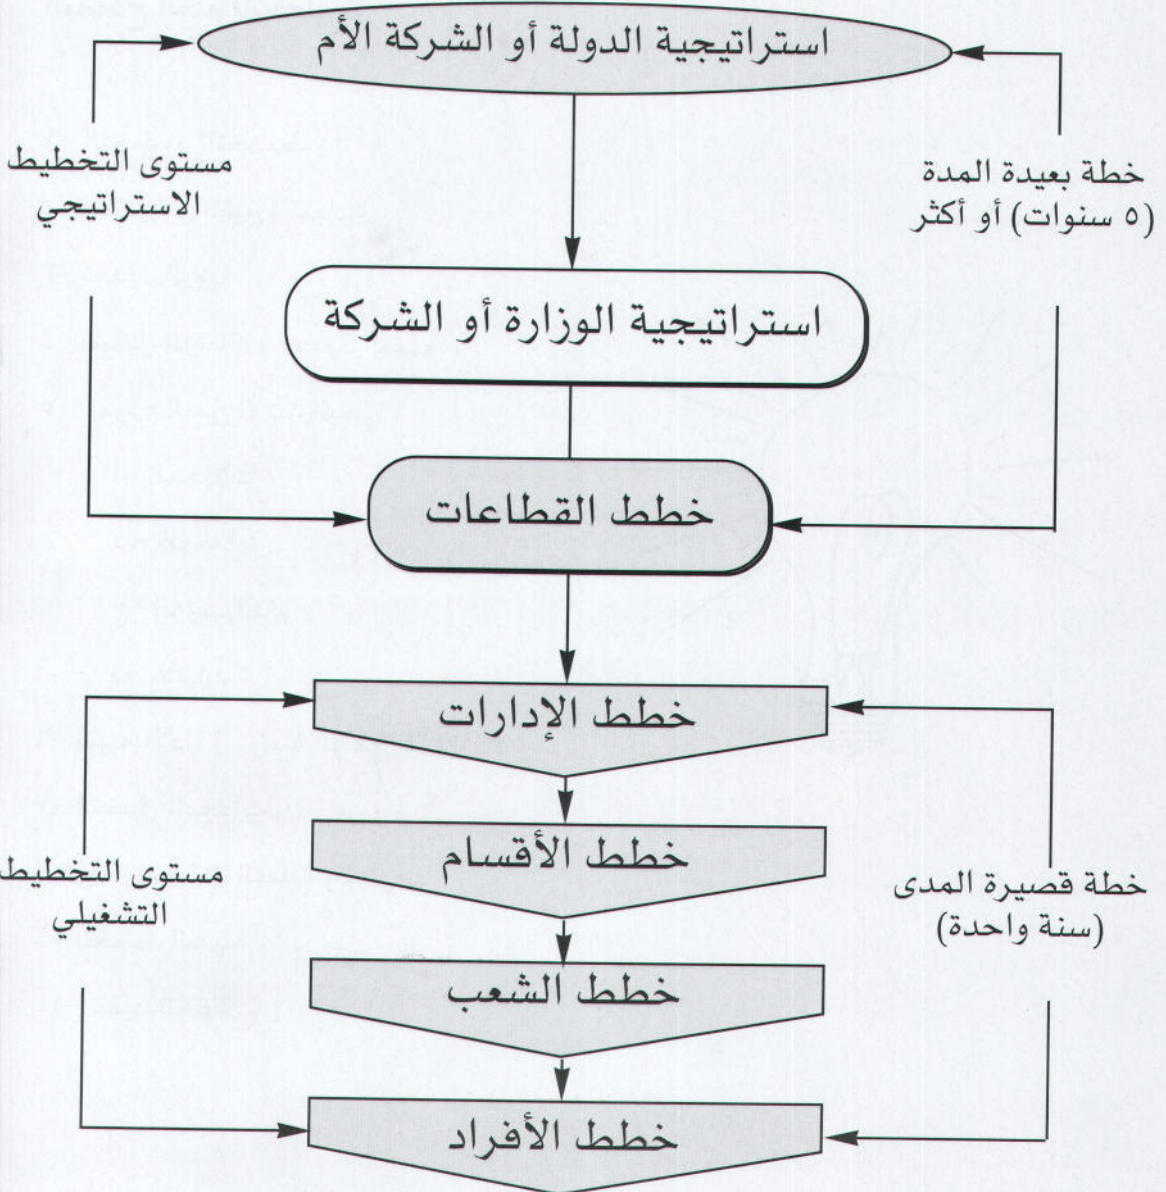 استراتيجية الدولة أو الشركة الأم
خطة بعيدة المدة
(٥ سنوات) أو أكثر
مستوى التخطيط
الاستراتيجي
استراتيجية الوزارة أو الشركة
خطط القطاعات
خطط الإدارات
خطط الأقسام
خطة قصيرة المدى
(سنة واحدة)
مستوى التخطيط
التشغيلي
خطط الشعب
خطط الأفراد